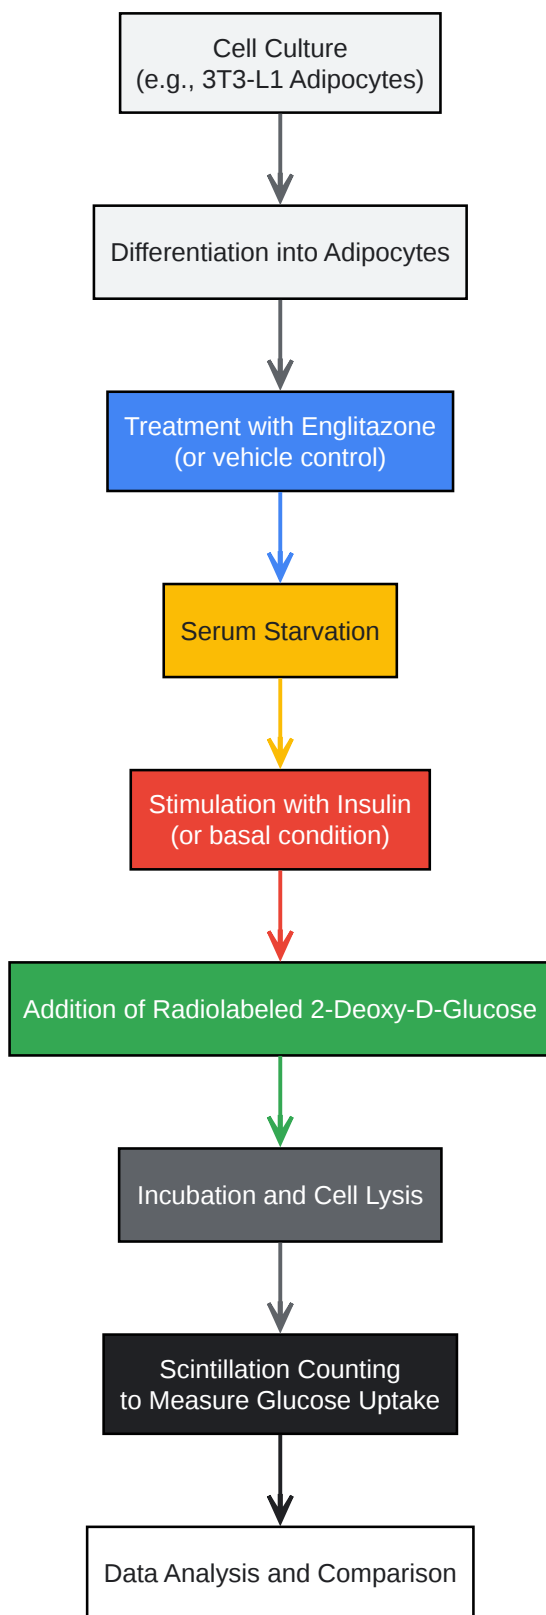 Cell Culture
(e.g., 3T3-L1 Adipocytes)
Differentiation into Adipocytes
Treatment with Englitazone
(or vehicle control)
Serum Starvation
Stimulation with Insulin
(or basal condition)
Addition of Radiolabeled 2-Deoxy-D-Glucose
Incubation and Cell Lysis
Scintillation Counting
to Measure Glucose Uptake
Data Analysis and Comparison